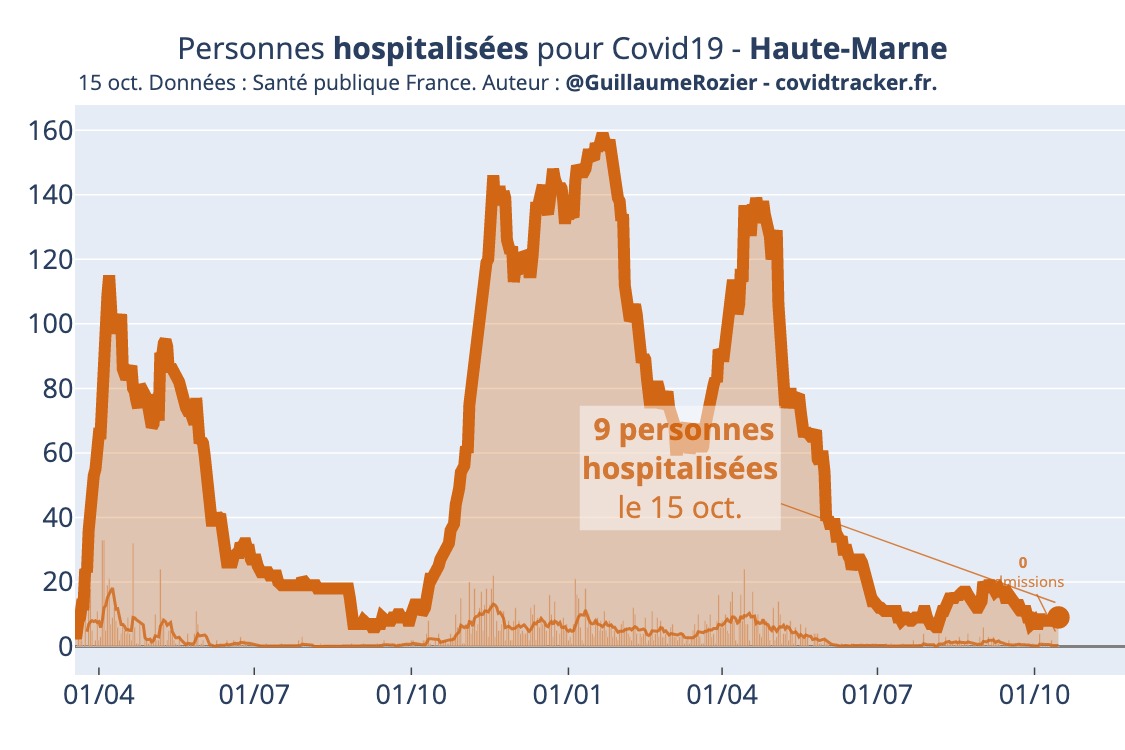 Personnes hospitalisées pour Covid19 - Haute-Marne
15 oct. Données : Santé publique France. Auteur : @GuillaumeRozier - covidtracker.fr.
160
140
120
100
80
60
40
20
0
9 personnes
hospitalisées
le 15 oct.
0
admissions
01/04
01/07
01/10
01/01
01/04
01/07
01/10